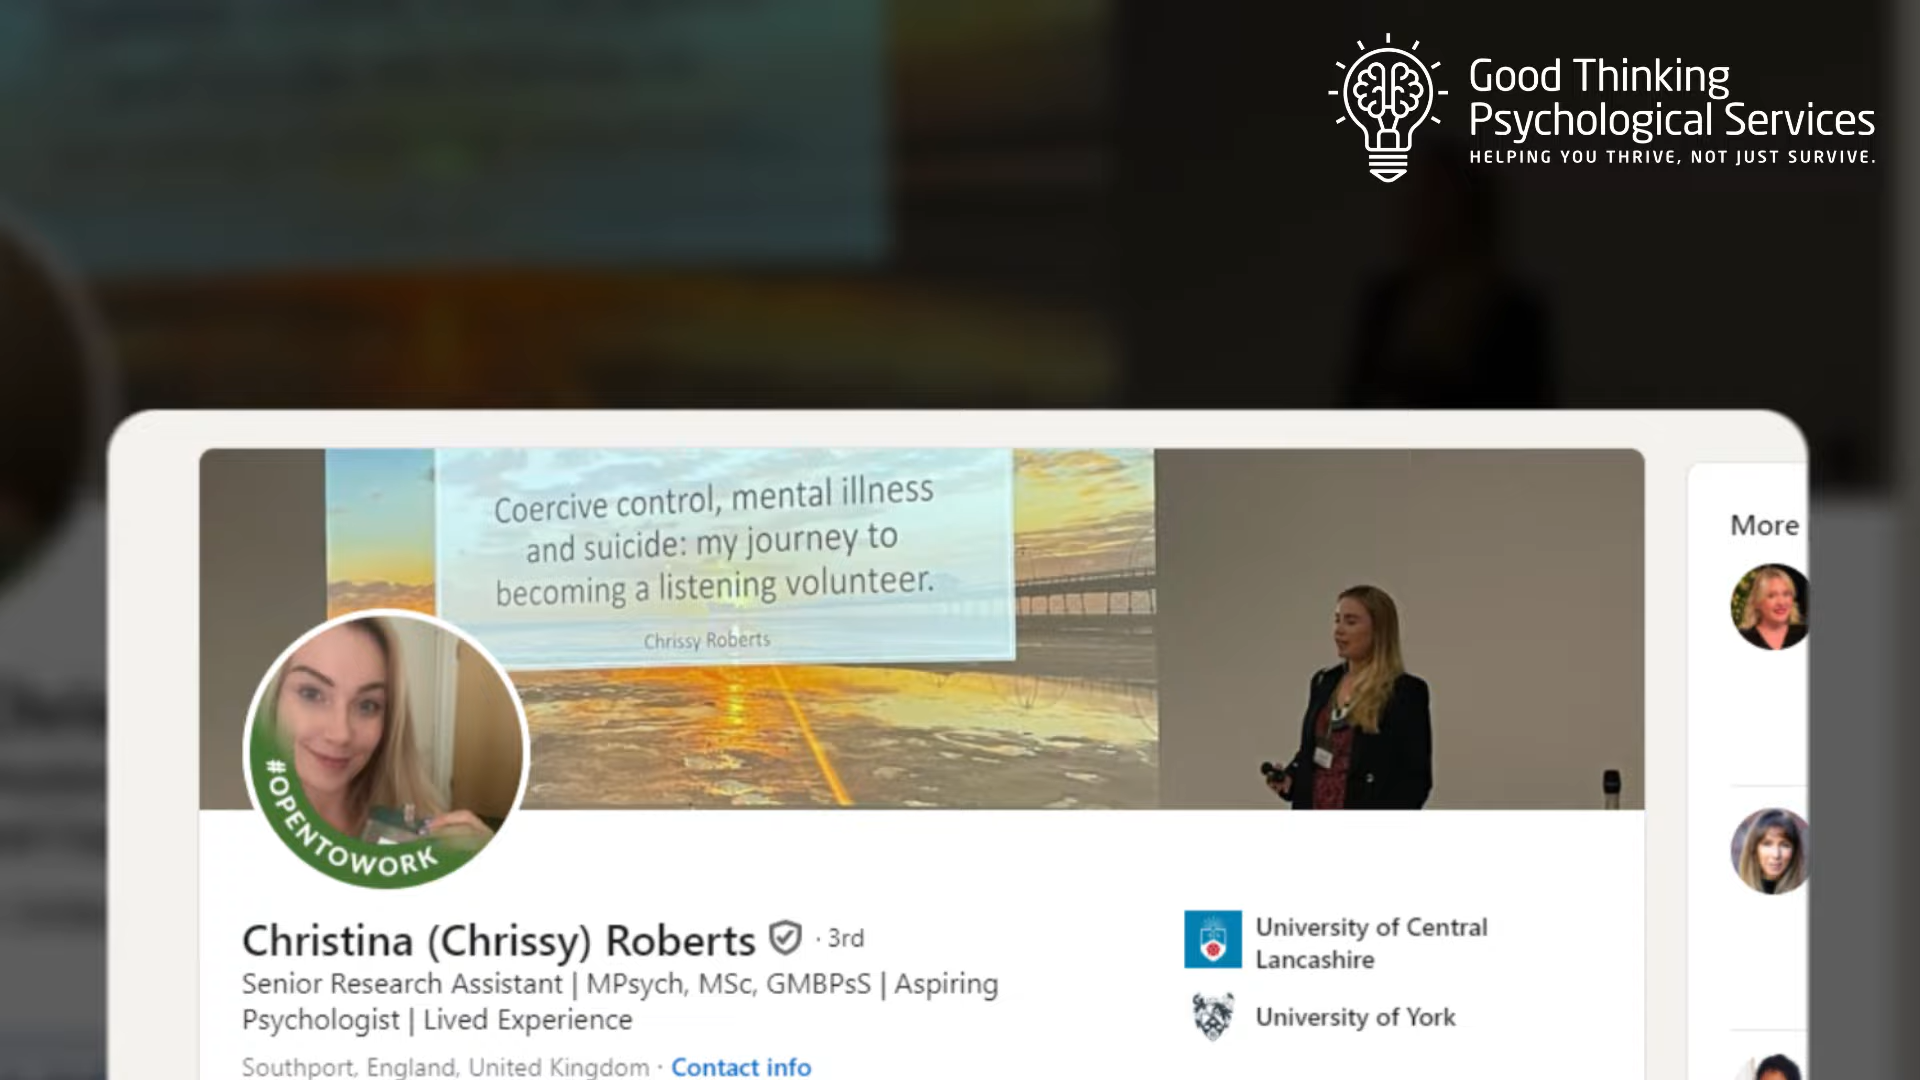 Good Thinking
Psychological Services
HELPING YOU THRIVE, NOT JUST SURVIVE.
Coercive control, mental illness
and suicide: my journey to
becoming a listening volunteer.
Chrissy Roberts
More
#OPENTOWORK
Christina (Chrissy) Roberts · 3rd
Senior Research Assistant | MPsych, MSc, GMBPsS | Aspiring
Psychologist | Lived Experience
Southport, England, United Kingdom · Contact info
University of Central
Lancashire
University of York